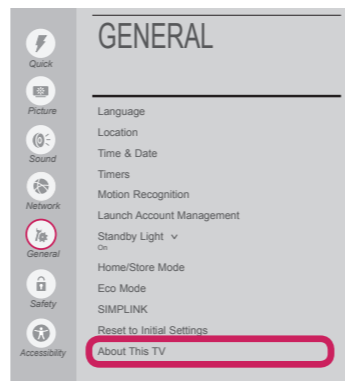 GENERAL
Quick
Picture
Sound
Network
General
Safety
Accessibility
Language
Location
Time & Date
Timers
Motion Recognition
Launch Account Management
Standby Light
On
Home/Store Mode
Eco Mode
SIMPLINK
Reset to Initial Settings
About This TV